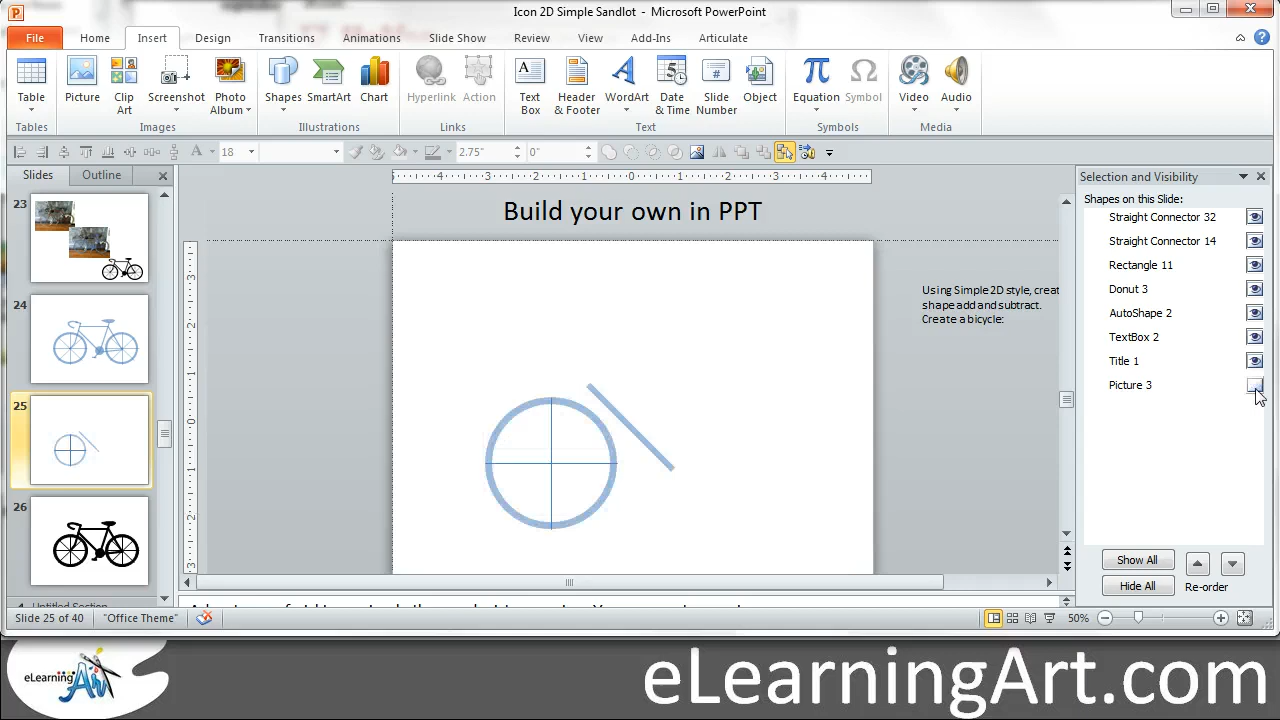 Icon 2D Simple Sandlot - Microsoft PowerPoint
File Home Insert Design Transitions Animations Slide Show Review View Add-Ins Articulate
Table Picture Clip Art Screenshot Photo Album Shapes SmartArt Chart Hyperlink Action Text Box Header & Footer WordArt Date & Time Slide Number Object Equation Symbol Video Audio
Tables Images Illustrations Links Text Symbols Media
18 2.75" 0"
Slides Outline
Selection and Visibility
Shapes on this Slide:
Straight Connector 32
Straight Connector 14
Rectangle 11
Donut 3
AutoShape 2
TextBox 2
Title 1
Picture 3
23
24
25
26
Build your own in PPT
Using Simple 2D style, creat
shape add and subtract.
Create a bicycle:
Show All
Hide All
Re-order
Untitled Section
Slide 25 of 40 "Office Theme" 50%
eLearning
Art
eLearningArt.com